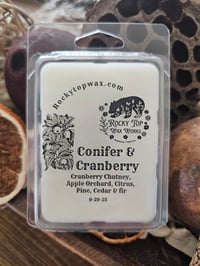 Rockytopwax.com
Rocky Top
Wax Works
Conifer &
Cranberry
Cranberry Chutney,
Apple Orchard, Citrus,
Pine, Cedar & fir
9-29-23